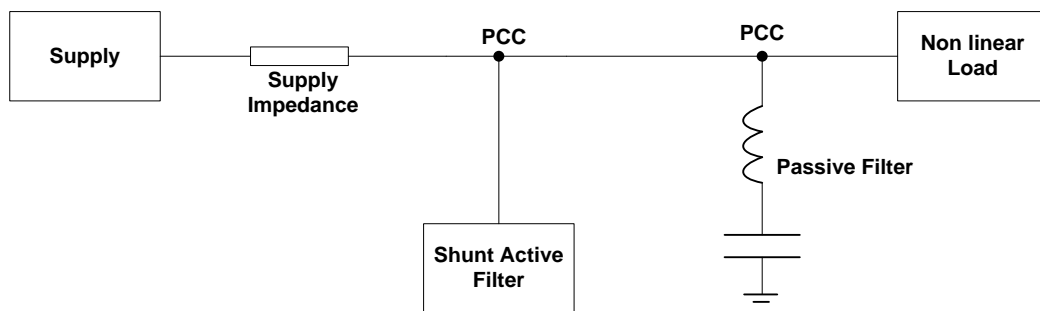 Supply
Supply
Impedance
PCC
PCC
Non linear
Load
Passive Filter
Shunt Active
Filter